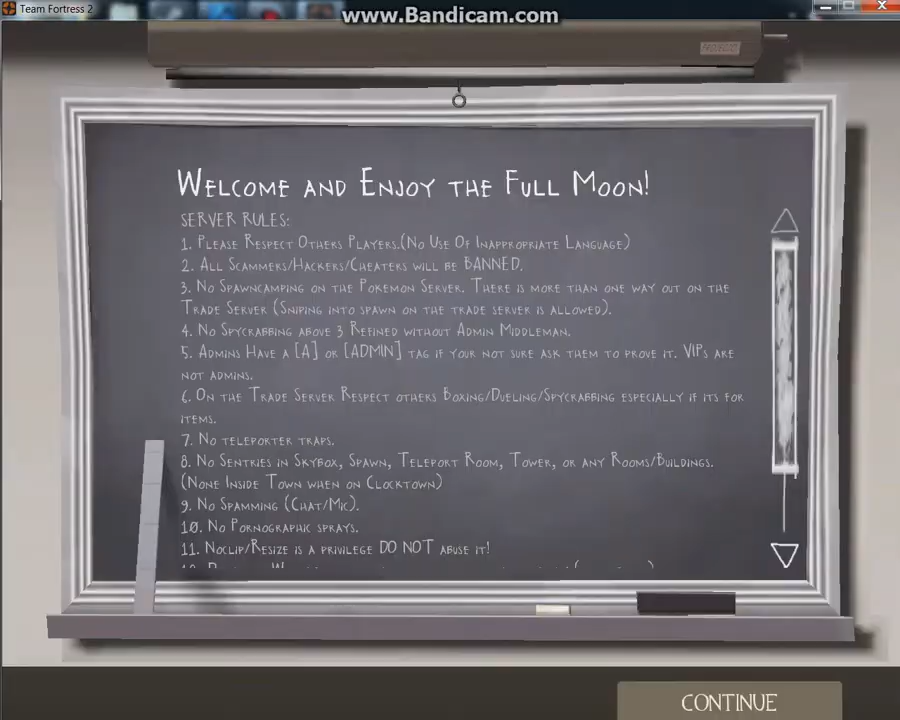 Team Fortress 2
www.Bandicam.com
Welcome and Enjoy the Full Moon!
SERVER RULES:
1. Please Respect Others Players.(No Use Of Inappropriate Language)
2. All Scammers/Hackers/Cheaters will be BANNED.
3. No Spawncamping on the Pokemon Server. There is more than one way out on the
Trade Server (Sniping into spawn on the trade server is allowed).
4. No Spycrabbing above 3 Refined without Admin Middleman.
5. Admins Have a [A] or [ADMIN] tag if your not sure ask them to prove it. VIPs are
not admins.
6. On the Trade Server Respect others Boxing/Dueling/Spycrabbing especially if its for
items.
7. No teleporter traps.
8. No Sentries in Skybox, Spawn, Teleport Room, Tower, or any Rooms/Buildings.
(None Inside Town when on Clocktown)
9. No Spamming (Chat/Mic).
10. No Pornographic sprays.
11. Noclip/Resize is a privilege DO NOT abuse it!
CONTINUE